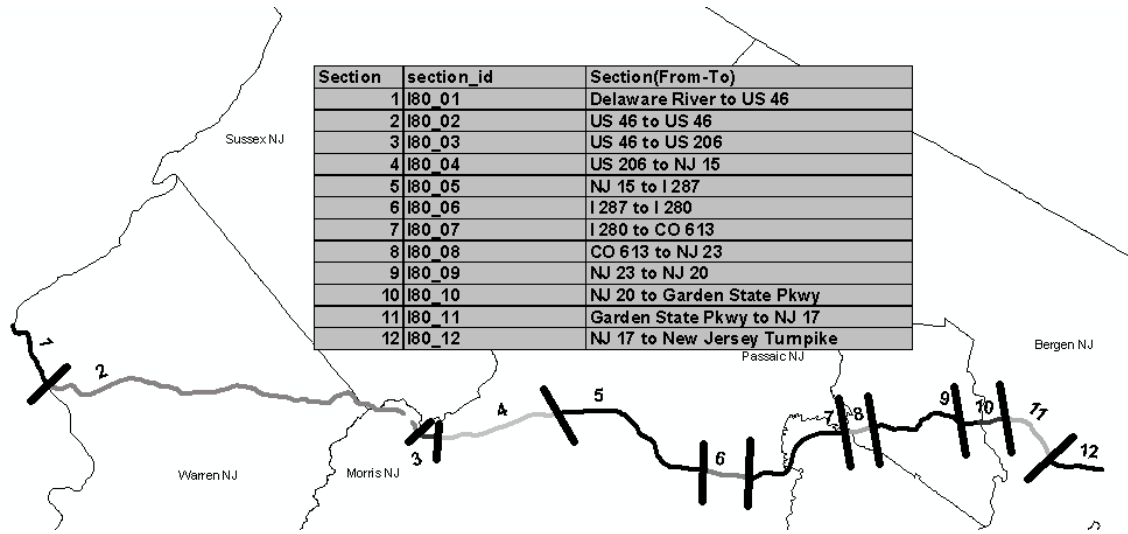 Section section_id Section(From-To)
1 I80_01 Delaware River to US 46
2 I80_02 US 46 to US 46
3 I80_03 US 46 to US 206
4 I80_04 US 206 to NJ 15
5 I80_05 NJ 15 to I 287
6 I80_06 I 287 to I 280
7 I80_07 I 280 to CO 613
8 I80_08 CO 613 to NJ 23
9 I80_09 NJ 23 to NJ 20
10 I80_10 NJ 20 to Garden State Pkwy
11 I80_11 Garden State Pkwy to NJ 17
12 I80_12 NJ 17 to New Jersey Turnpike
Sussex NJ
Passaic NJ
Bergen NJ
1
2
3
4
5
6
7
8
9
10
11
12
Warren NJ
Morris NJ